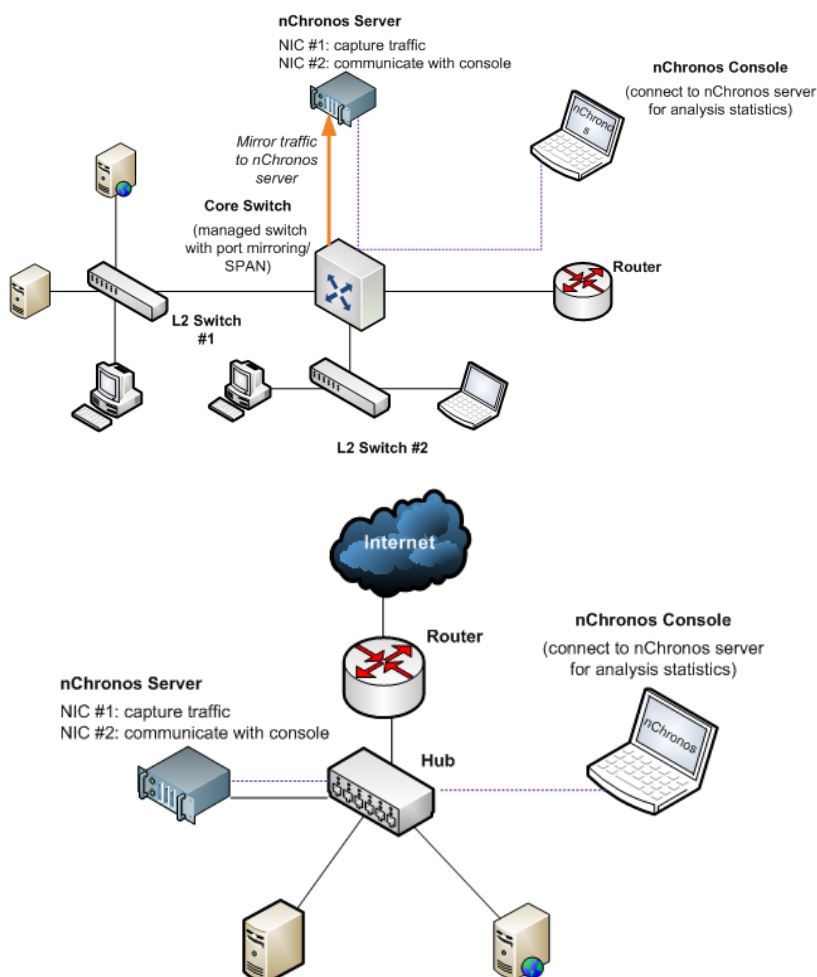 nChronos Server
NIC #1: capture traffic
NIC #2: communicate with console
nChronos Console
(connect to nChronos server
for analysis statistics)
nChrono
s
Mirror traffic
to nChronos
server
Core Switch
(managed switch
with port mirroring/
SPAN)
Router
L2 Switch
#1
L2 Switch #2
Internet
Router
nChronos Console
(connect to nChronos server
for analysis statistics)
nChronos Server
NIC #1: capture traffic
NIC #2: communicate with console
Hub
nChronos